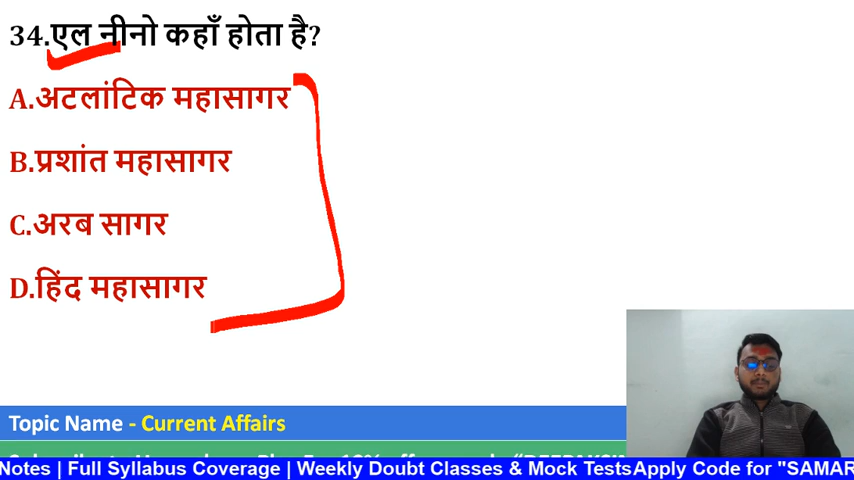 34.एल नीनो कहाँ होता है?
A.अटलांटिक महासागर
B.प्रशांत महासागर
C.अरब सागर
D.हिंद महासागर
Topic Name - Current Affairs
Notes | Full Syllabus Coverage | Weekly Doubt Classes & Mock TestsApply Code for "SAMAR